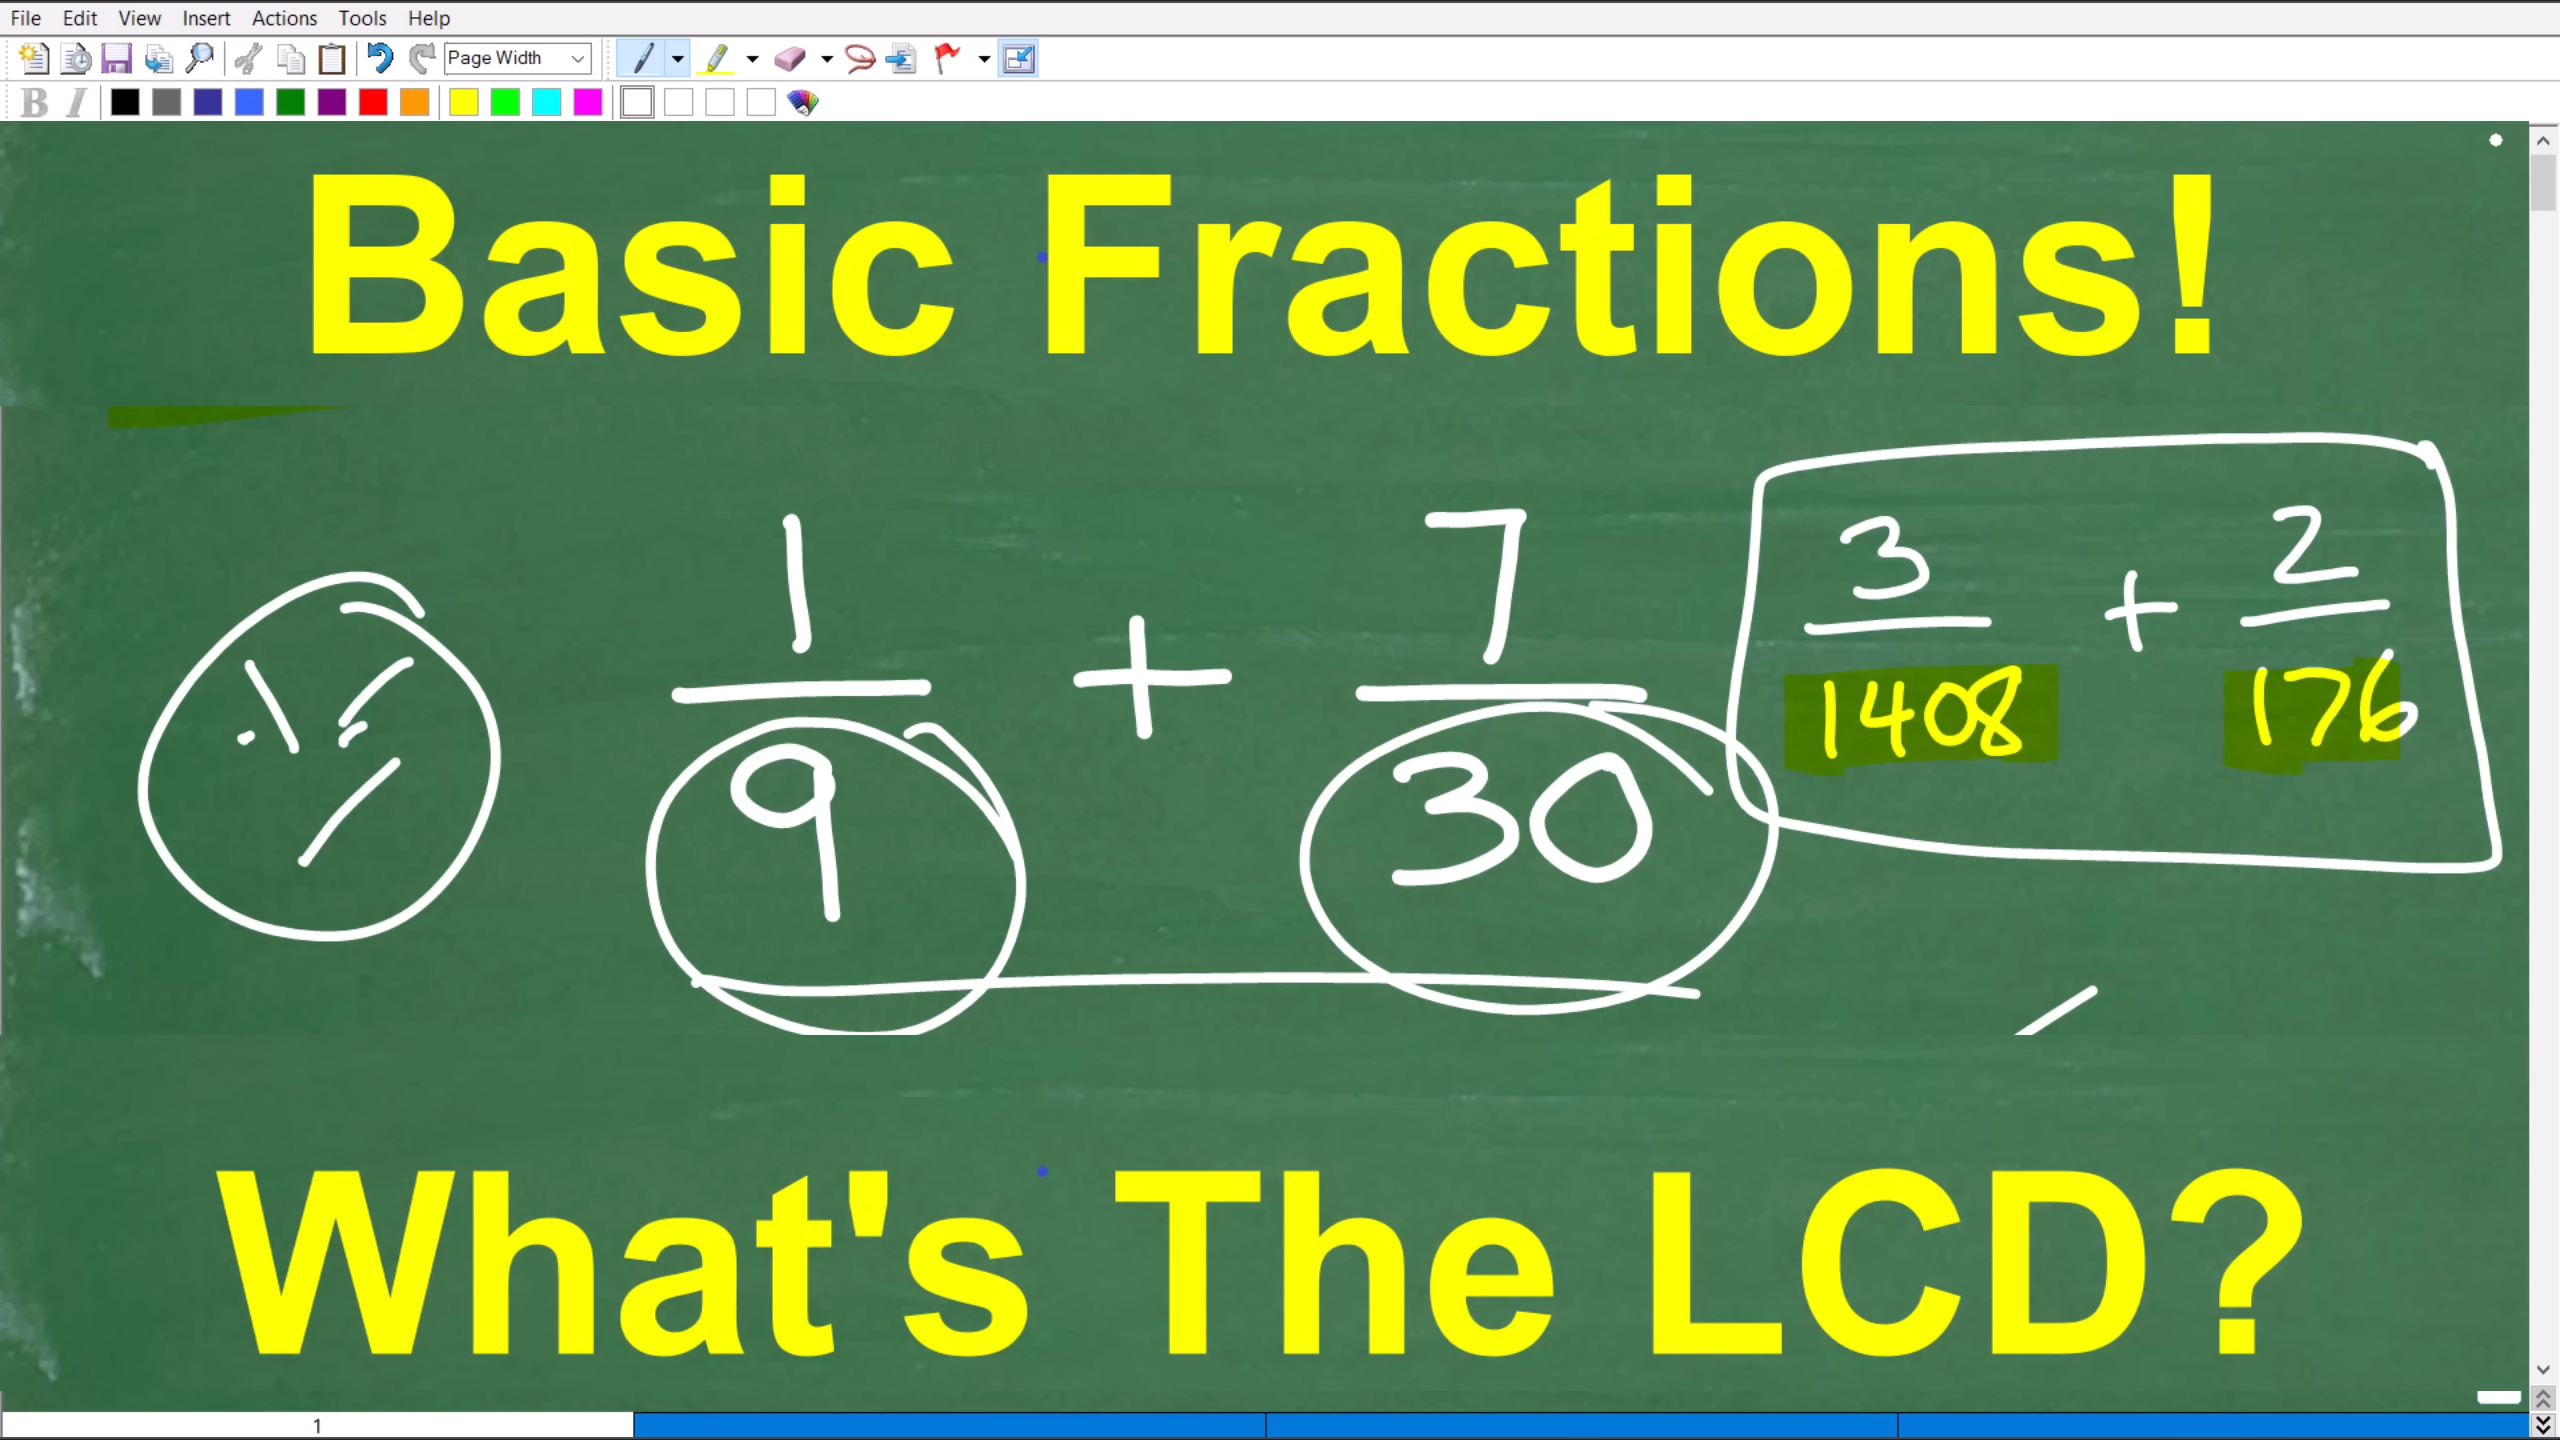 File Edit View Insert Actions Tools Help
Page Width
B I
Basic Fractions!
1/9 + 7/30
3/1408 + 2/176
What's The LCD?
1